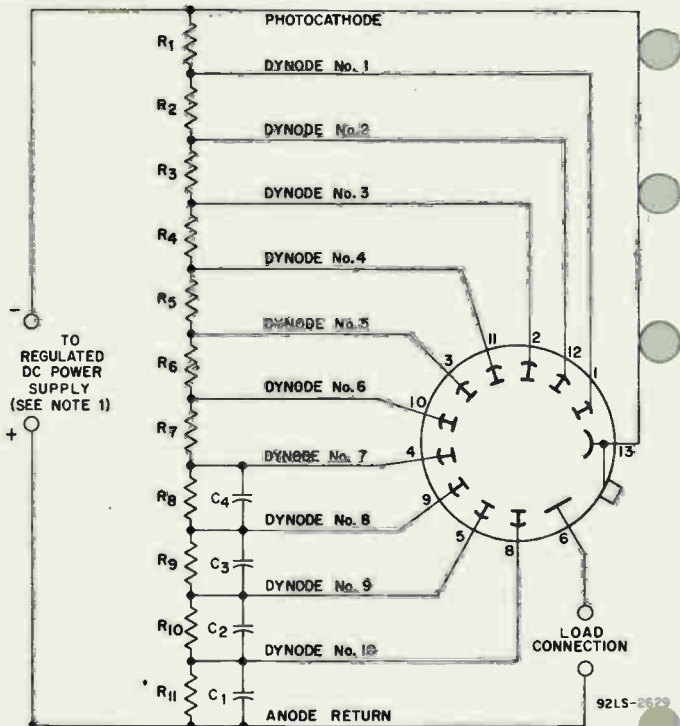 PHOTOCATHODE
R1
DYNODE No. 1
R2
DYNODE No. 2
R3
DYNODE No. 3
R4
DYNODE No. 4
R5
DYNODE No. 5
R6
DYNODE No. 6
R7
DYNODE No. 7
R8
C4
DYNODE No. 8
R9
C3
DYNODE No. 9
R10
C2
DYNODE No. 10
R11
C1
ANODE RETURN
-
TO
REGULATED
DC POWER
SUPPLY
(SEE NOTE 1)
+
3
11
2
12
1
10
13
4
9
5
8
6
LOAD
CONNECTION
92LS-2629